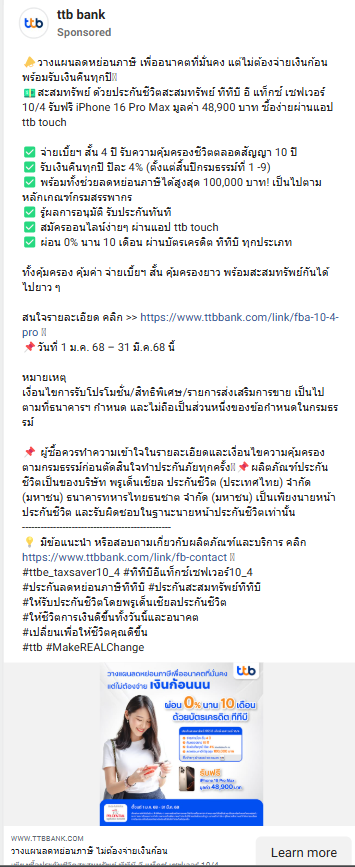 ttb bank
Sponsored
ttb
👉วางแผนลดหย่อนภาษี เพื่ออนาคตที่มั่นคง แต่ไม่ต้องจ่ายเงินก้อน
พร้อมรับเงินคืนทุกปี
💵สะสมทรัพย์ ด้วยประกันชีวิตสะสมทรัพย์ ทีทีบี อี แท็กซ์ เซฟเวอร์
10/4 รับฟรี iPhone 16 Pro Max มูลค่า 48,900 บาท ซื้อง่ายผ่านแอป
ttb touch
✅ จ่ายเบี้ยฯ สั้น 4 ปี รับความคุ้มครองชีวิตตลอดสัญญา 10 ปี
✅ รับเงินคืนทุกปี ปีละ 4% (ตั้งแต่สิ้นปีกรมธรรม์ที่ 1 -9)
✅ พร้อมทั้งช่วยลดหย่อนภาษีได้สูงสุด 100,000 บาท! เป็นไปตาม
หลักเกณฑ์กรมสรรพากร
✅ รู้ผลการอนุมัติ รับประกันทันที
✅ สมัครออนไลน์ง่ายๆ ผ่านแอป ttb touch
✅ ผ่อน 0% นาน 10 เดือน ผ่านบัตรเครดิต ทีทีบี ทุกประเภท
ทั้งคุ้มครอง คุ้มค่า จ่ายเบี้ยฯ สั้น คุ้มครองยาว พร้อมสะสมทรัพย์กันได้
ไปยาว ๆ
สนใจรายละเอียด คลิก >> https://www.ttbbank.com/link/fba-10-4-
pro
📌วันที่ 1 ม.ค. 68 – 31 มี.ค.68 นี้
หมายเหตุ
เงื่อนไขการรับโปรโมชั่น/สิทธิพิเศษ/รายการส่งเสริมการขาย เป็นไป
ตามที่ธนาคารฯ กำหนด และไม่ถือเป็นส่วนหนึ่งของข้อกำหนดในกรมธร
รม์
📌 ผู้ซื้อควรทำความเข้าใจในรายละเอียดและเงื่อนไขความคุ้มครอง
ตามกรมธรรม์ก่อนตัดสินใจทำประกันภัยทุกครั้ง 📌ผลิตภัณฑ์ประกัน
ชีวิตเป็นของบริษัท พรูเด็นเชียล ประกันชีวิต (ประเทศไทย) จำกัด
(มหาชน) ธนาคารทหารไทยธนชาต จำกัด (มหาชน) เป็นเพียงนายหน้า
ประกันชีวิต และรับผิดชอบในฐานะนายหน้าประกันชีวิตเท่านั้น
-------------------------------------------------
💡 มีข้อแนะนำ หรือสอบถามเกี่ยวกับผลิตภัณฑ์และบริการ คลิก
https://www.ttbbank.com/link/fb-contact
#ttbe_taxsaver10_4 #ทีทีบีอีแท็กซ์เซฟเวอร์10_4
#ประกันลดหย่อนภาษีทีทีบี #ประกันสะสมทรัพย์ทีทีบี
#ให้รับประกันชีวิตโดยพรูเด็นเชียลประกันชีวิต
#ให้ชีวิตการเงินดีขึ้นทั้งวันนี้และอนาคต
#เปลี่ยนเพื่อให้ชีวิตคุณดีขึ้น
#ttb #MakeREALChange
วางแผนลดหย่อนภาษีเพื่ออนาคตที่มั่นคง
แต่ไม่ต้องจ่าย เงินก้อนนน
ttb
ผ่อน 0% นาน 10 เดือน
ด้วยบัตรเครดิต ทีทีบี
รับฟรี
iPhone 16 Pro Max
มูลค่า 48,900 บาท
WWW.TTBBANK.COM
วางแผนลดหย่อนภาษี ไม่ต้องจ่ายเงินก้อน
Learn more